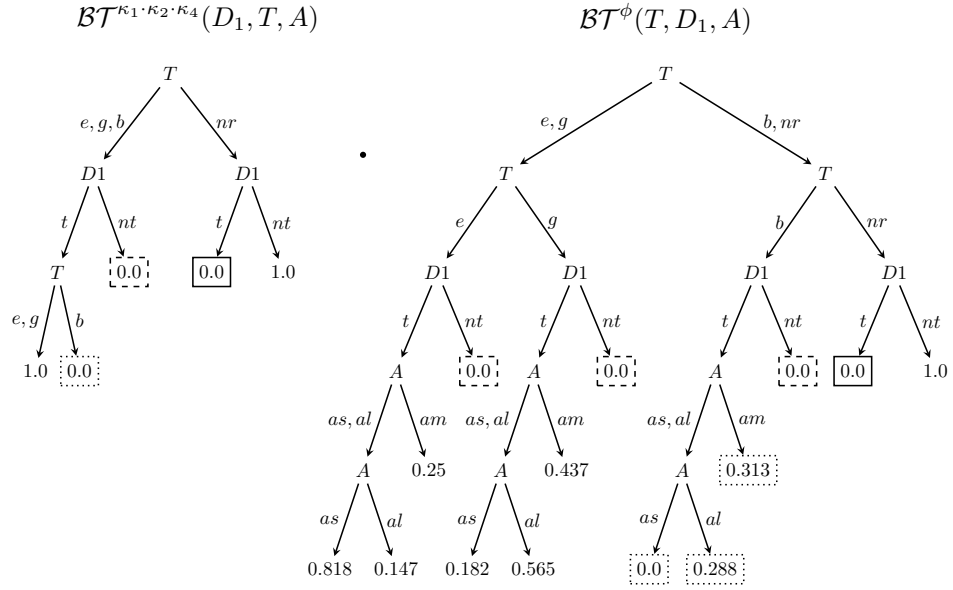 BT^{κ1·κ2·κ4}(D1, T, A) BT^ϕ(T, D1, A)
T T
e, g, b nr • e, g b, nr
D1 D1 T T
t nt t nt e g b nr
T 0.0 0.0 1.0 D1 D1 D1 D1
e, g b t nt t nt t nt t nt
1.0 0.0 A 0.0 A 0.0 A 0.0 0.0 1.0
as, al am as, al am as, al am
A 0.25 A 0.437 A 0.313
as al as al as al
0.818 0.147 0.182 0.565 0.0 0.288